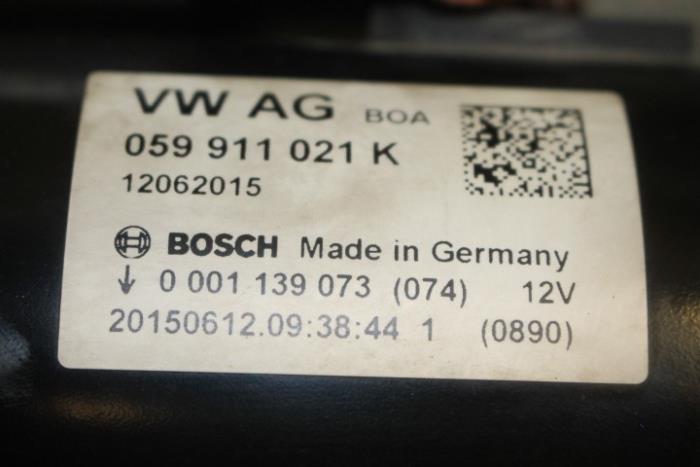 VW AG BOA
059 911 021 K
12062015
BOSCH Made in Germany
↓ 0 001 139 073 (074) 12V
20150612.09:38:44 1 (0890)